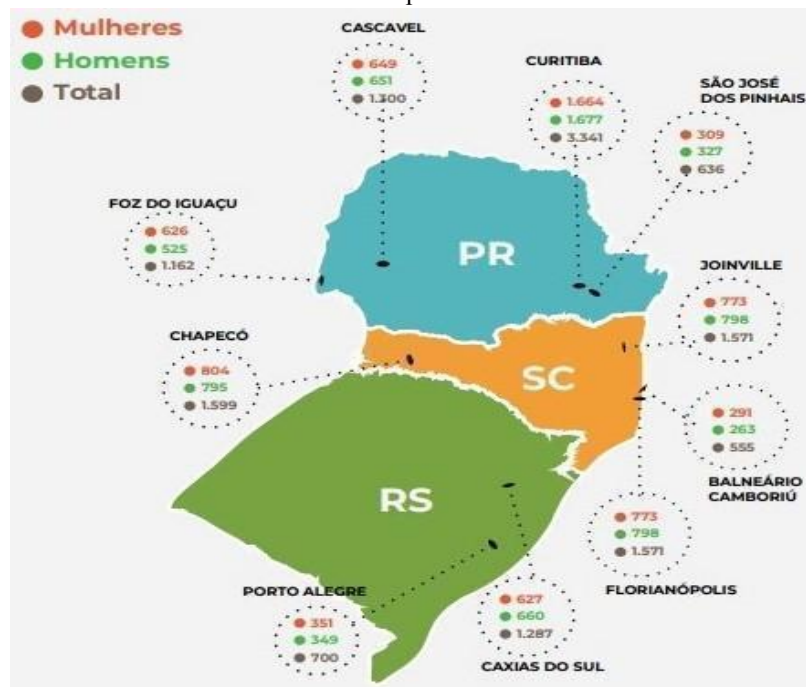 Mulheres
Homens
Total
CASCAVEL
649
651
1.300
CURITIBA
1.664
1.677
3.341
SÃO JOSÉ
DOS PINHAIS
309
327
636
FOZ DO IGUAÇU
626
525
1.162
PR
JOINVILLE
773
798
1.571
CHAPECÓ
804
795
1.599
SC
291
263
555
BALNEÁRIO
CAMBORIÚ
RS
773
798
1.571
FLORIANÓPOLIS
PORTO ALEGRE
351
349
700
627
660
1.287
CAXIAS DO SUL